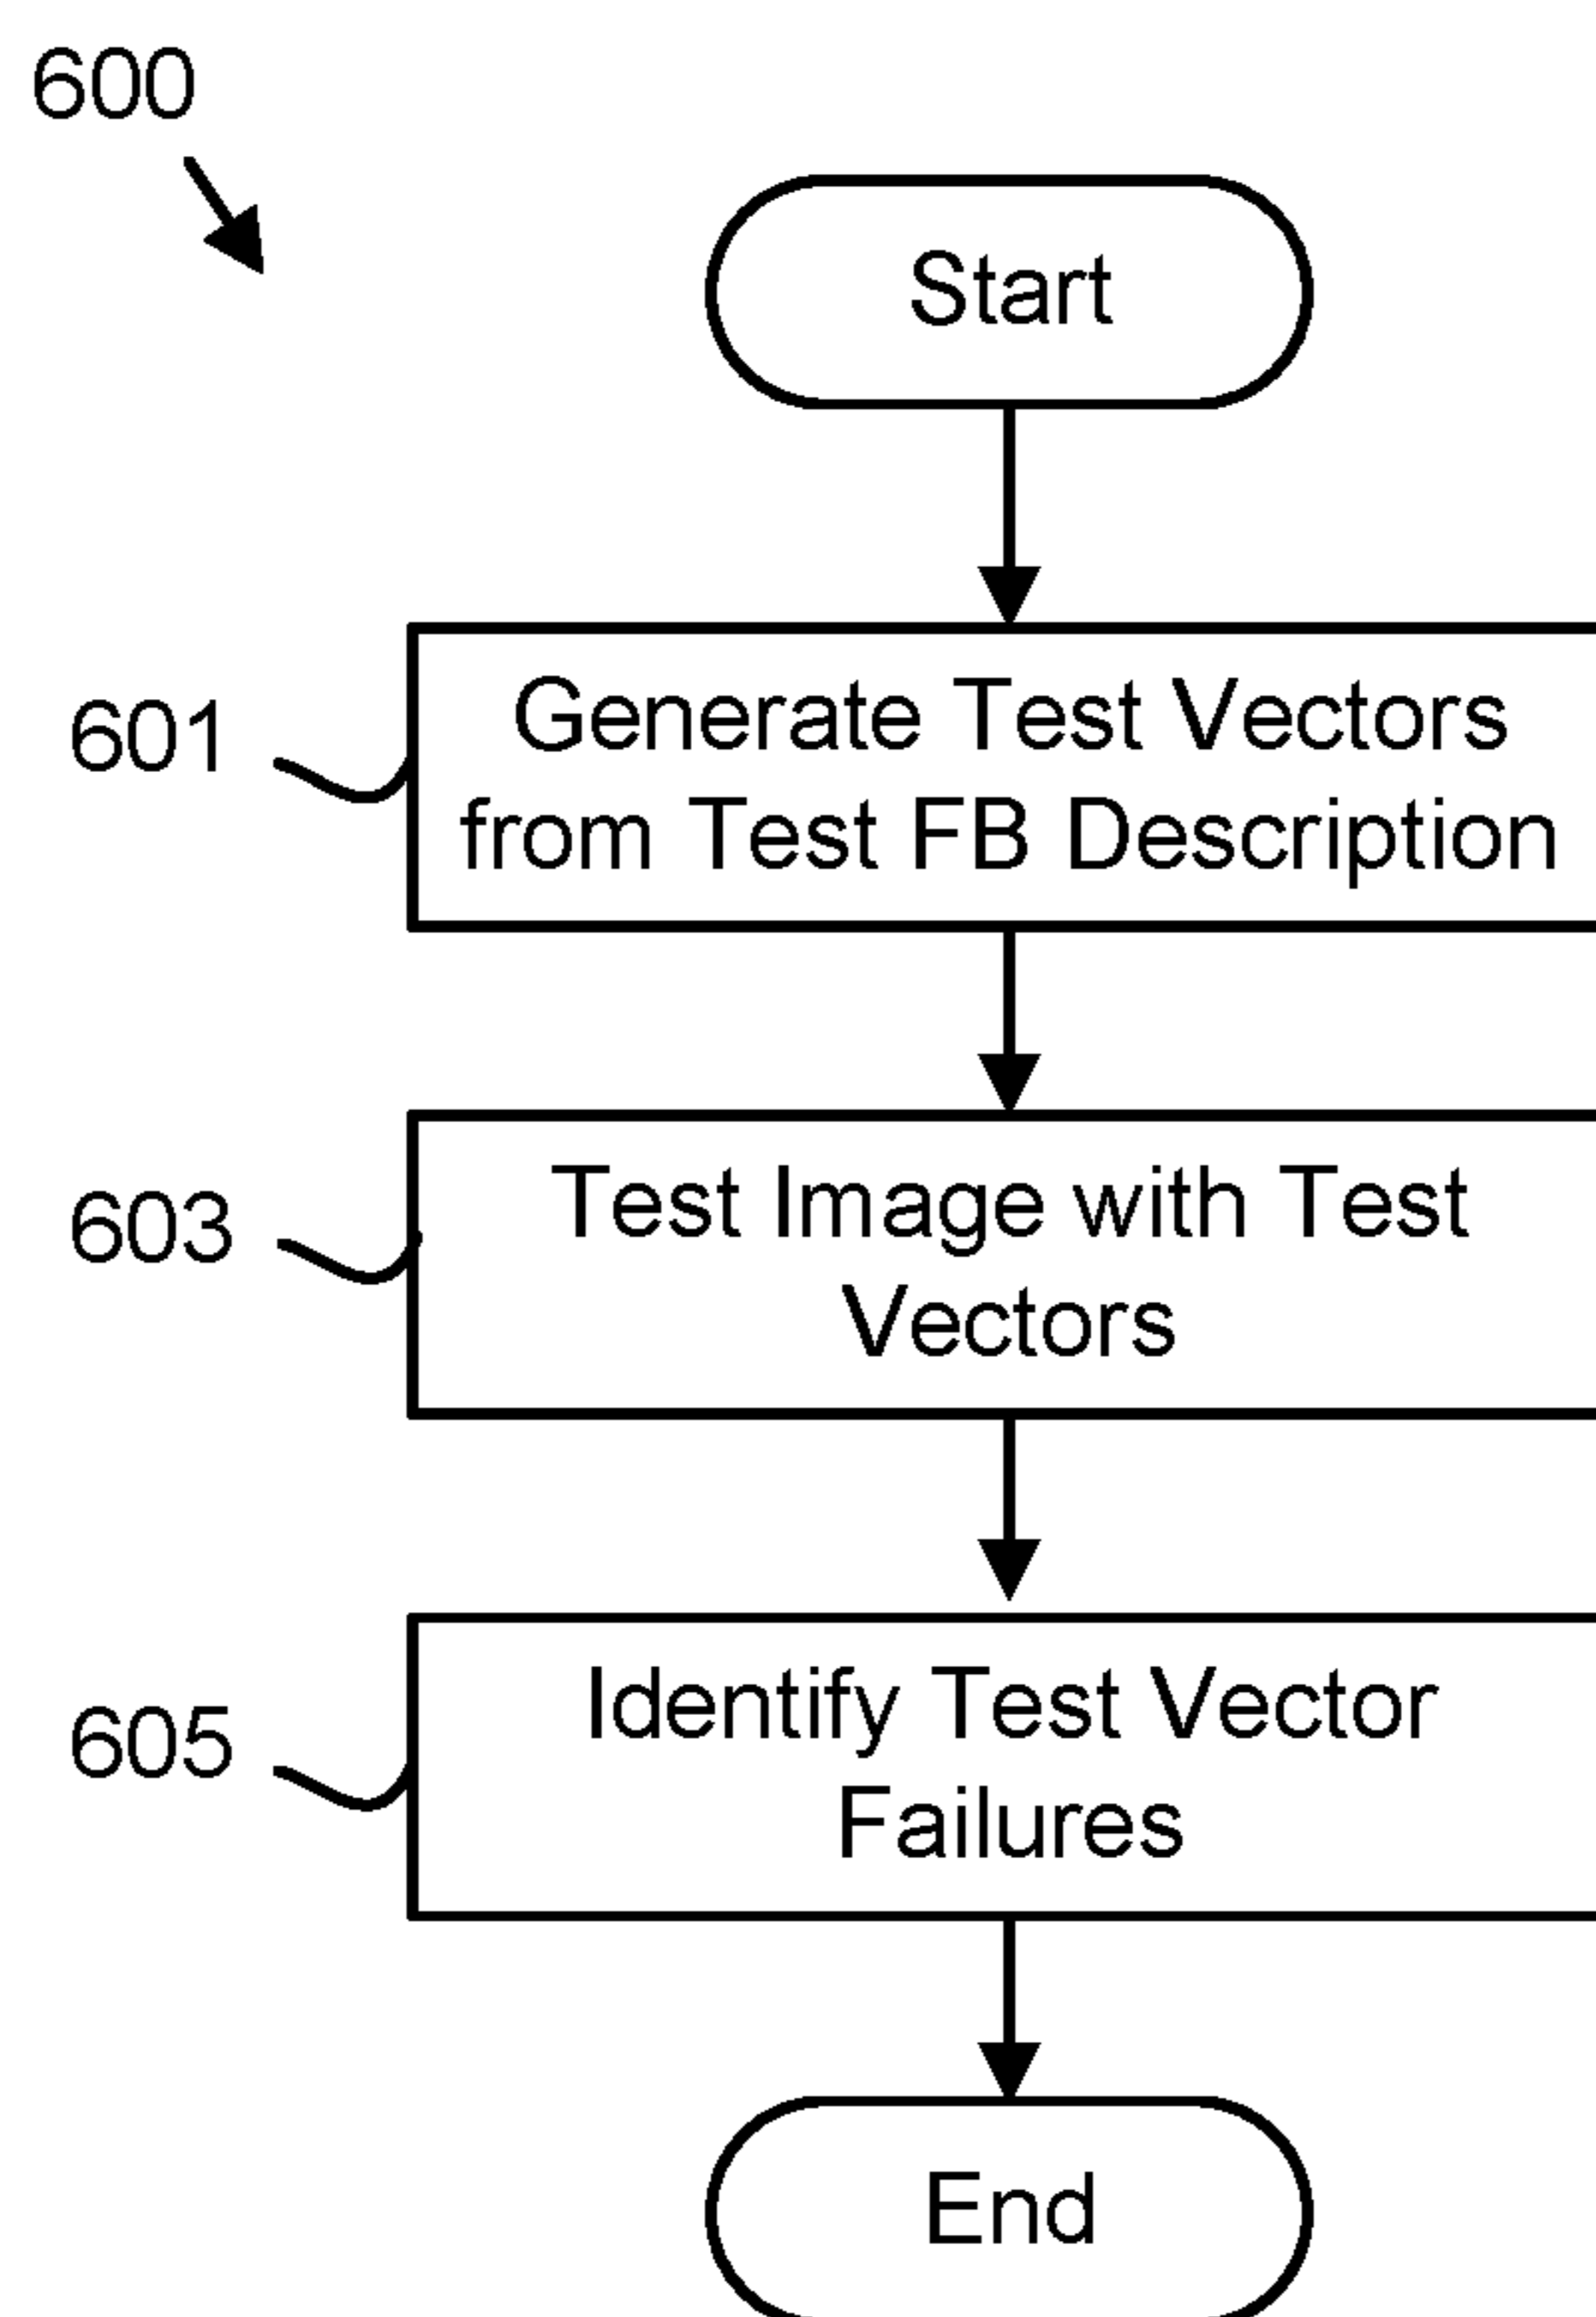 600
Start
601
Generate Test Vectors
from Test FB Description
603
Test Image with Test
Vectors
605
Identify Test Vector
Failures
End